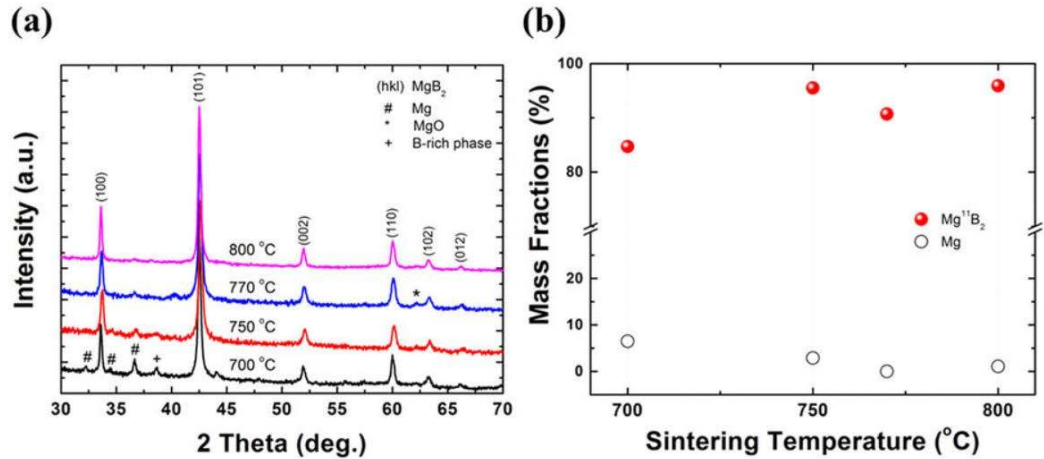 (a)
Intensity (a.u.)
(100)
(101)
(002)
(110)
(102)
(012)
(hkl) MgB₂
# Mg
* MgO
+ B-rich phase
800 °C
770 °C
*
750 °C
700 °C
#
#
#
+
30 35 40 45 50 55 60 65 70
2 Theta (deg.)
(b)
Mass Fractions (%)
100
80
20
10
0
Mg¹¹B₂
Mg
700 750 800
Sintering Temperature (°C)